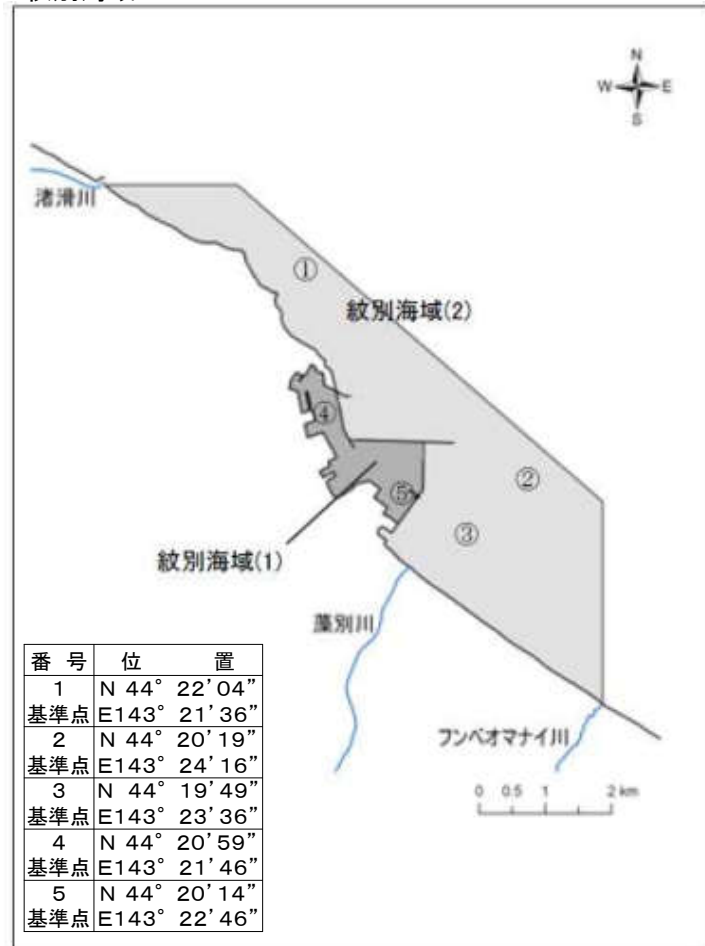 N
W E
S
渚滑川
①
紋別海域(2)
④
②
⑤
③
紋別海域(1)
藻別川
フンベオマナイ川
0 0.5 1 2 km
番 号 位 置
1 N 44° 22’04”
基準点 E143° 21’36”
2 N 44° 20’19”
基準点 E143° 24’16”
3 N 44° 19’49”
基準点 E143° 23’36”
4 N 44° 20’59”
基準点 E143° 21’46”
5 N 44° 20’14”
基準点 E143° 22’46”